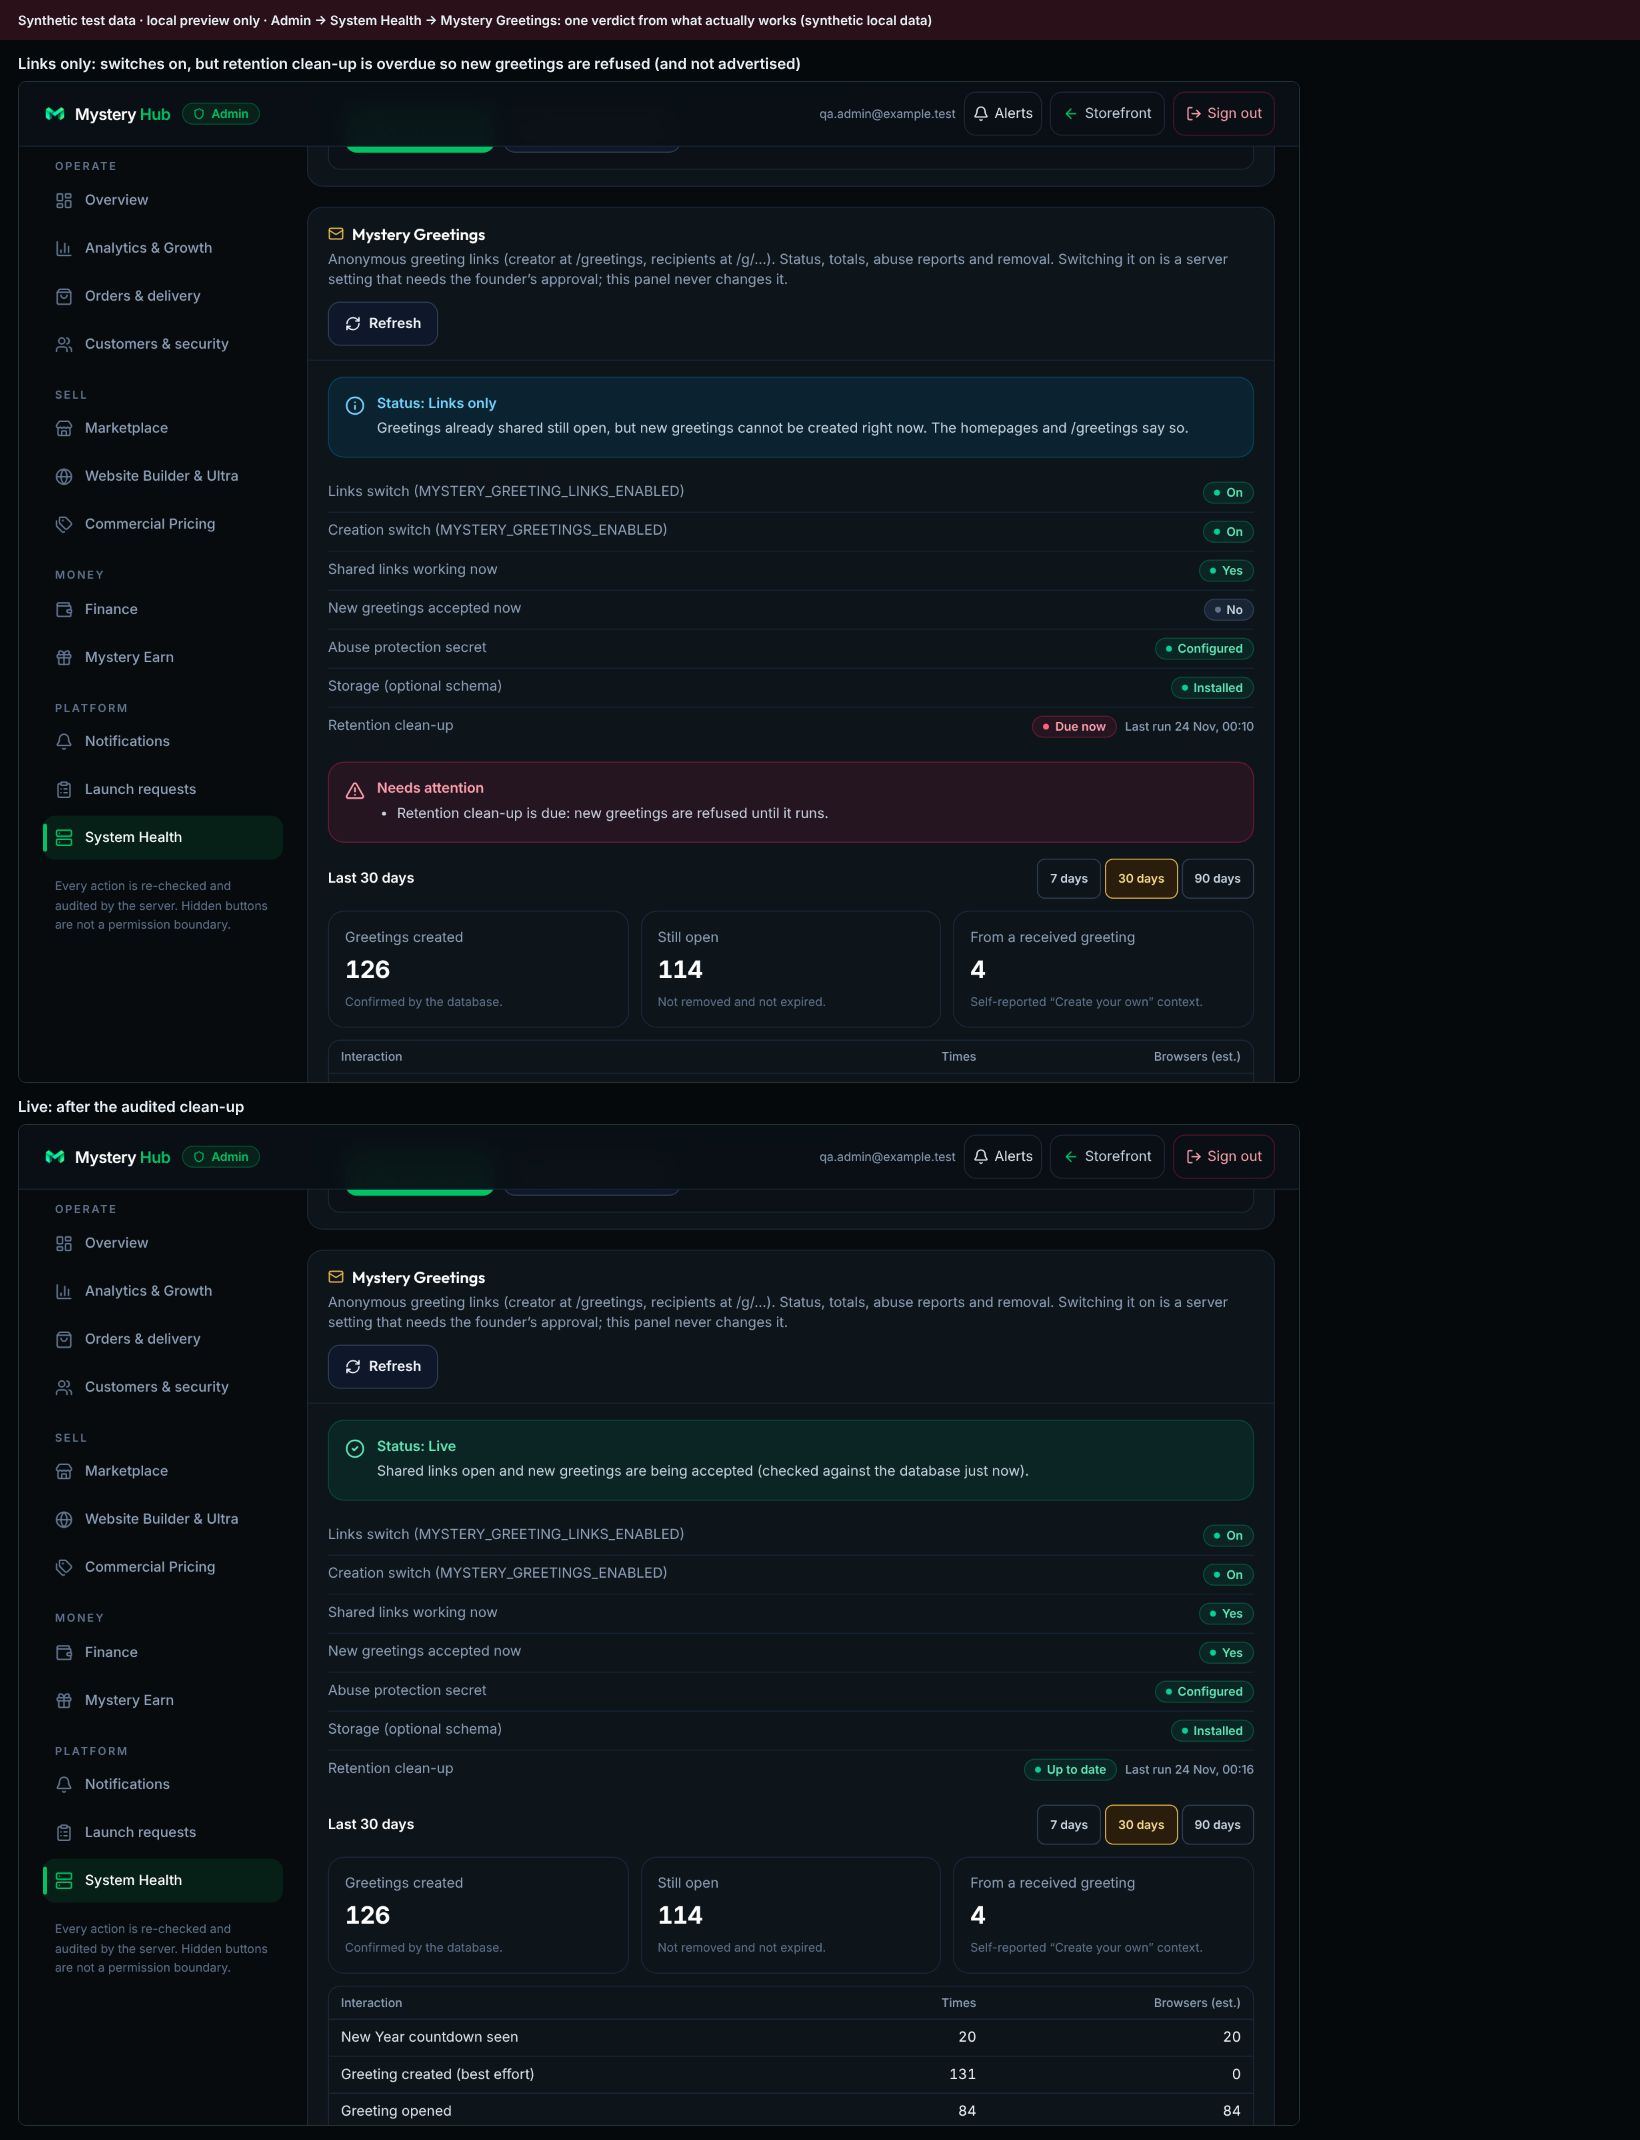 Synthetic test data · local preview only · Admin → System Health → Mystery Greetings: one verdict from what actually works (synthetic local data)
Links only: switches on, but retention clean-up is overdue so new greetings are refused (and not advertised)
Mystery Hub
Admin
qa.admin@example.test
Alerts
Storefront
Sign out
OPERATE
Overview
Analytics & Growth
Orders & delivery
Customers & security
SELL
Marketplace
Website Builder & Ultra
Commercial Pricing
MONEY
Finance
Mystery Earn
PLATFORM
Notifications
Launch requests
System Health
Every action is re-checked and
audited by the server. Hidden buttons
are not a permission boundary.
Mystery Greetings
Anonymous greeting links (creator at /greetings, recipients at /g/...). Status, totals, abuse reports and removal. Switching it on is a server
setting that needs the founder's approval; this panel never changes it.
Refresh
Status: Links only
Greetings already shared still open, but new greetings cannot be created right now. The homepages and /greetings say so.
Links switch (MYSTERY_GREETING_LINKS_ENABLED) On
Creation switch (MYSTERY_GREETINGS_ENABLED) On
Shared links working now Yes
New greetings accepted now No
Abuse protection secret Configured
Storage (optional schema) Installed
Retention clean-up Due now Last run 24 Nov, 00:10
Needs attention
• Retention clean-up is due: new greetings are refused until it runs.
Last 30 days 7 days 30 days 90 days
Greetings created
126
Confirmed by the database.
Still open
114
Not removed and not expired.
From a received greeting
4
Self-reported “Create your own” context.
Interaction Times Browsers (est.)
Live: after the audited clean-up
Mystery Hub
Admin
qa.admin@example.test
Alerts
Storefront
Sign out
OPERATE
Overview
Analytics & Growth
Orders & delivery
Customers & security
SELL
Marketplace
Website Builder & Ultra
Commercial Pricing
MONEY
Finance
Mystery Earn
PLATFORM
Notifications
Launch requests
System Health
Every action is re-checked and
audited by the server. Hidden buttons
are not a permission boundary.
Mystery Greetings
Anonymous greeting links (creator at /greetings, recipients at /g/...). Status, totals, abuse reports and removal. Switching it on is a server
setting that needs the founder's approval; this panel never changes it.
Refresh
Status: Live
Shared links open and new greetings are being accepted (checked against the database just now).
Links switch (MYSTERY_GREETING_LINKS_ENABLED) On
Creation switch (MYSTERY_GREETINGS_ENABLED) On
Shared links working now Yes
New greetings accepted now Yes
Abuse protection secret Configured
Storage (optional schema) Installed
Retention clean-up Up to date Last run 24 Nov, 00:16
Last 30 days 7 days 30 days 90 days
Greetings created
126
Confirmed by the database.
Still open
114
Not removed and not expired.
From a received greeting
4
Self-reported “Create your own” context.
Interaction Times Browsers (est.)
New Year countdown seen 20 20
Greeting created (best effort) 131 0
Greeting opened 84 84